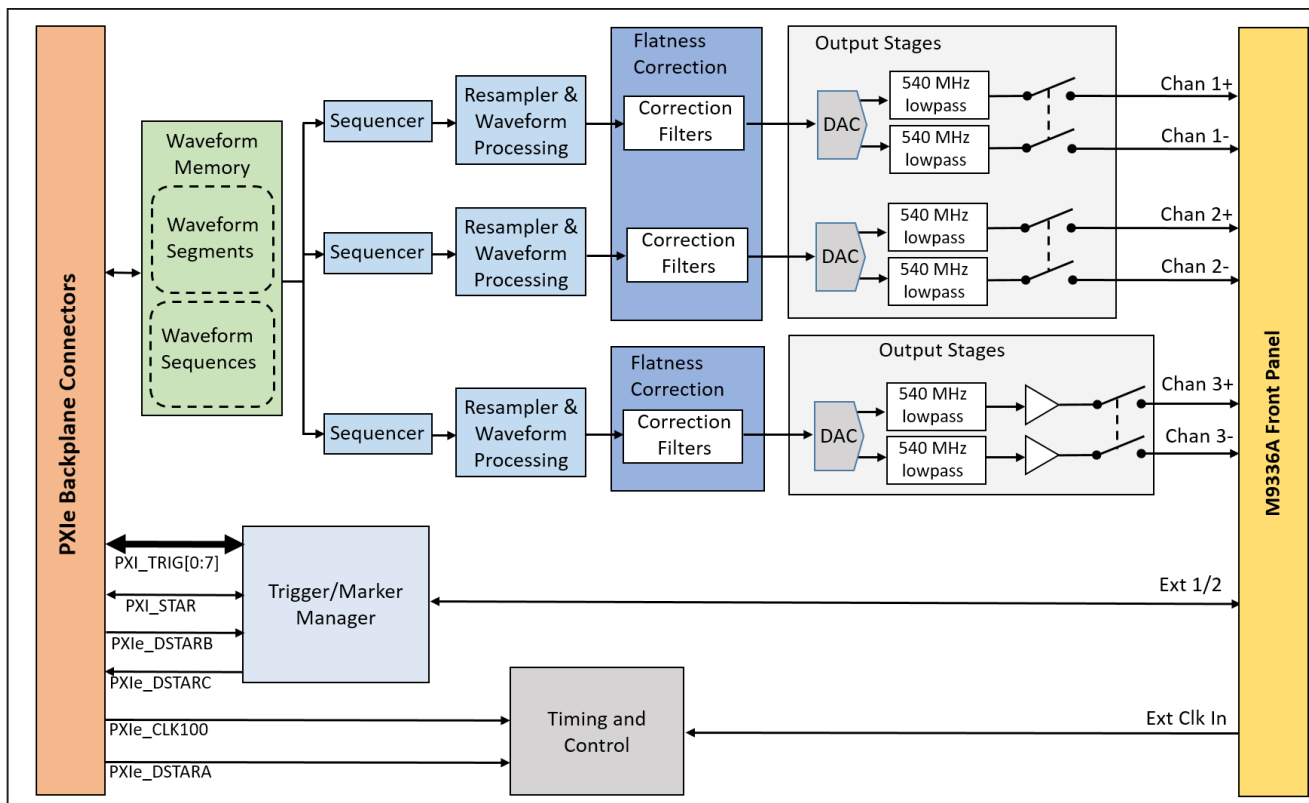 PXIe Backplane Connectors
Waveform
Memory
Waveform
Segments
Waveform
Sequences
Sequencer
Resampler &
Waveform
Processing
Flatness
Correction
Correction
Filters
Output Stages
DAC
540 MHz
lowpass
540 MHz
lowpass
Chan 1+
Chan 1-
Sequencer
Resampler &
Waveform
Processing
Correction
Filters
DAC
540 MHz
lowpass
540 MHz
lowpass
Chan 2+
Chan 2-
Sequencer
Resampler &
Waveform
Processing
Flatness
Correction
Correction
Filters
Output Stages
DAC
540 MHz
lowpass
540 MHz
lowpass
Chan 3+
Chan 3-
M9336A Front Panel
PXI_TRIG[0:7]
PXI_STAR
PXIe_DSTARB
PXIe_DSTARC
Trigger/Marker
Manager
Ext 1/2
PXIe_CLK100
PXIe_DSTARA
Timing and
Control
Ext Clk In